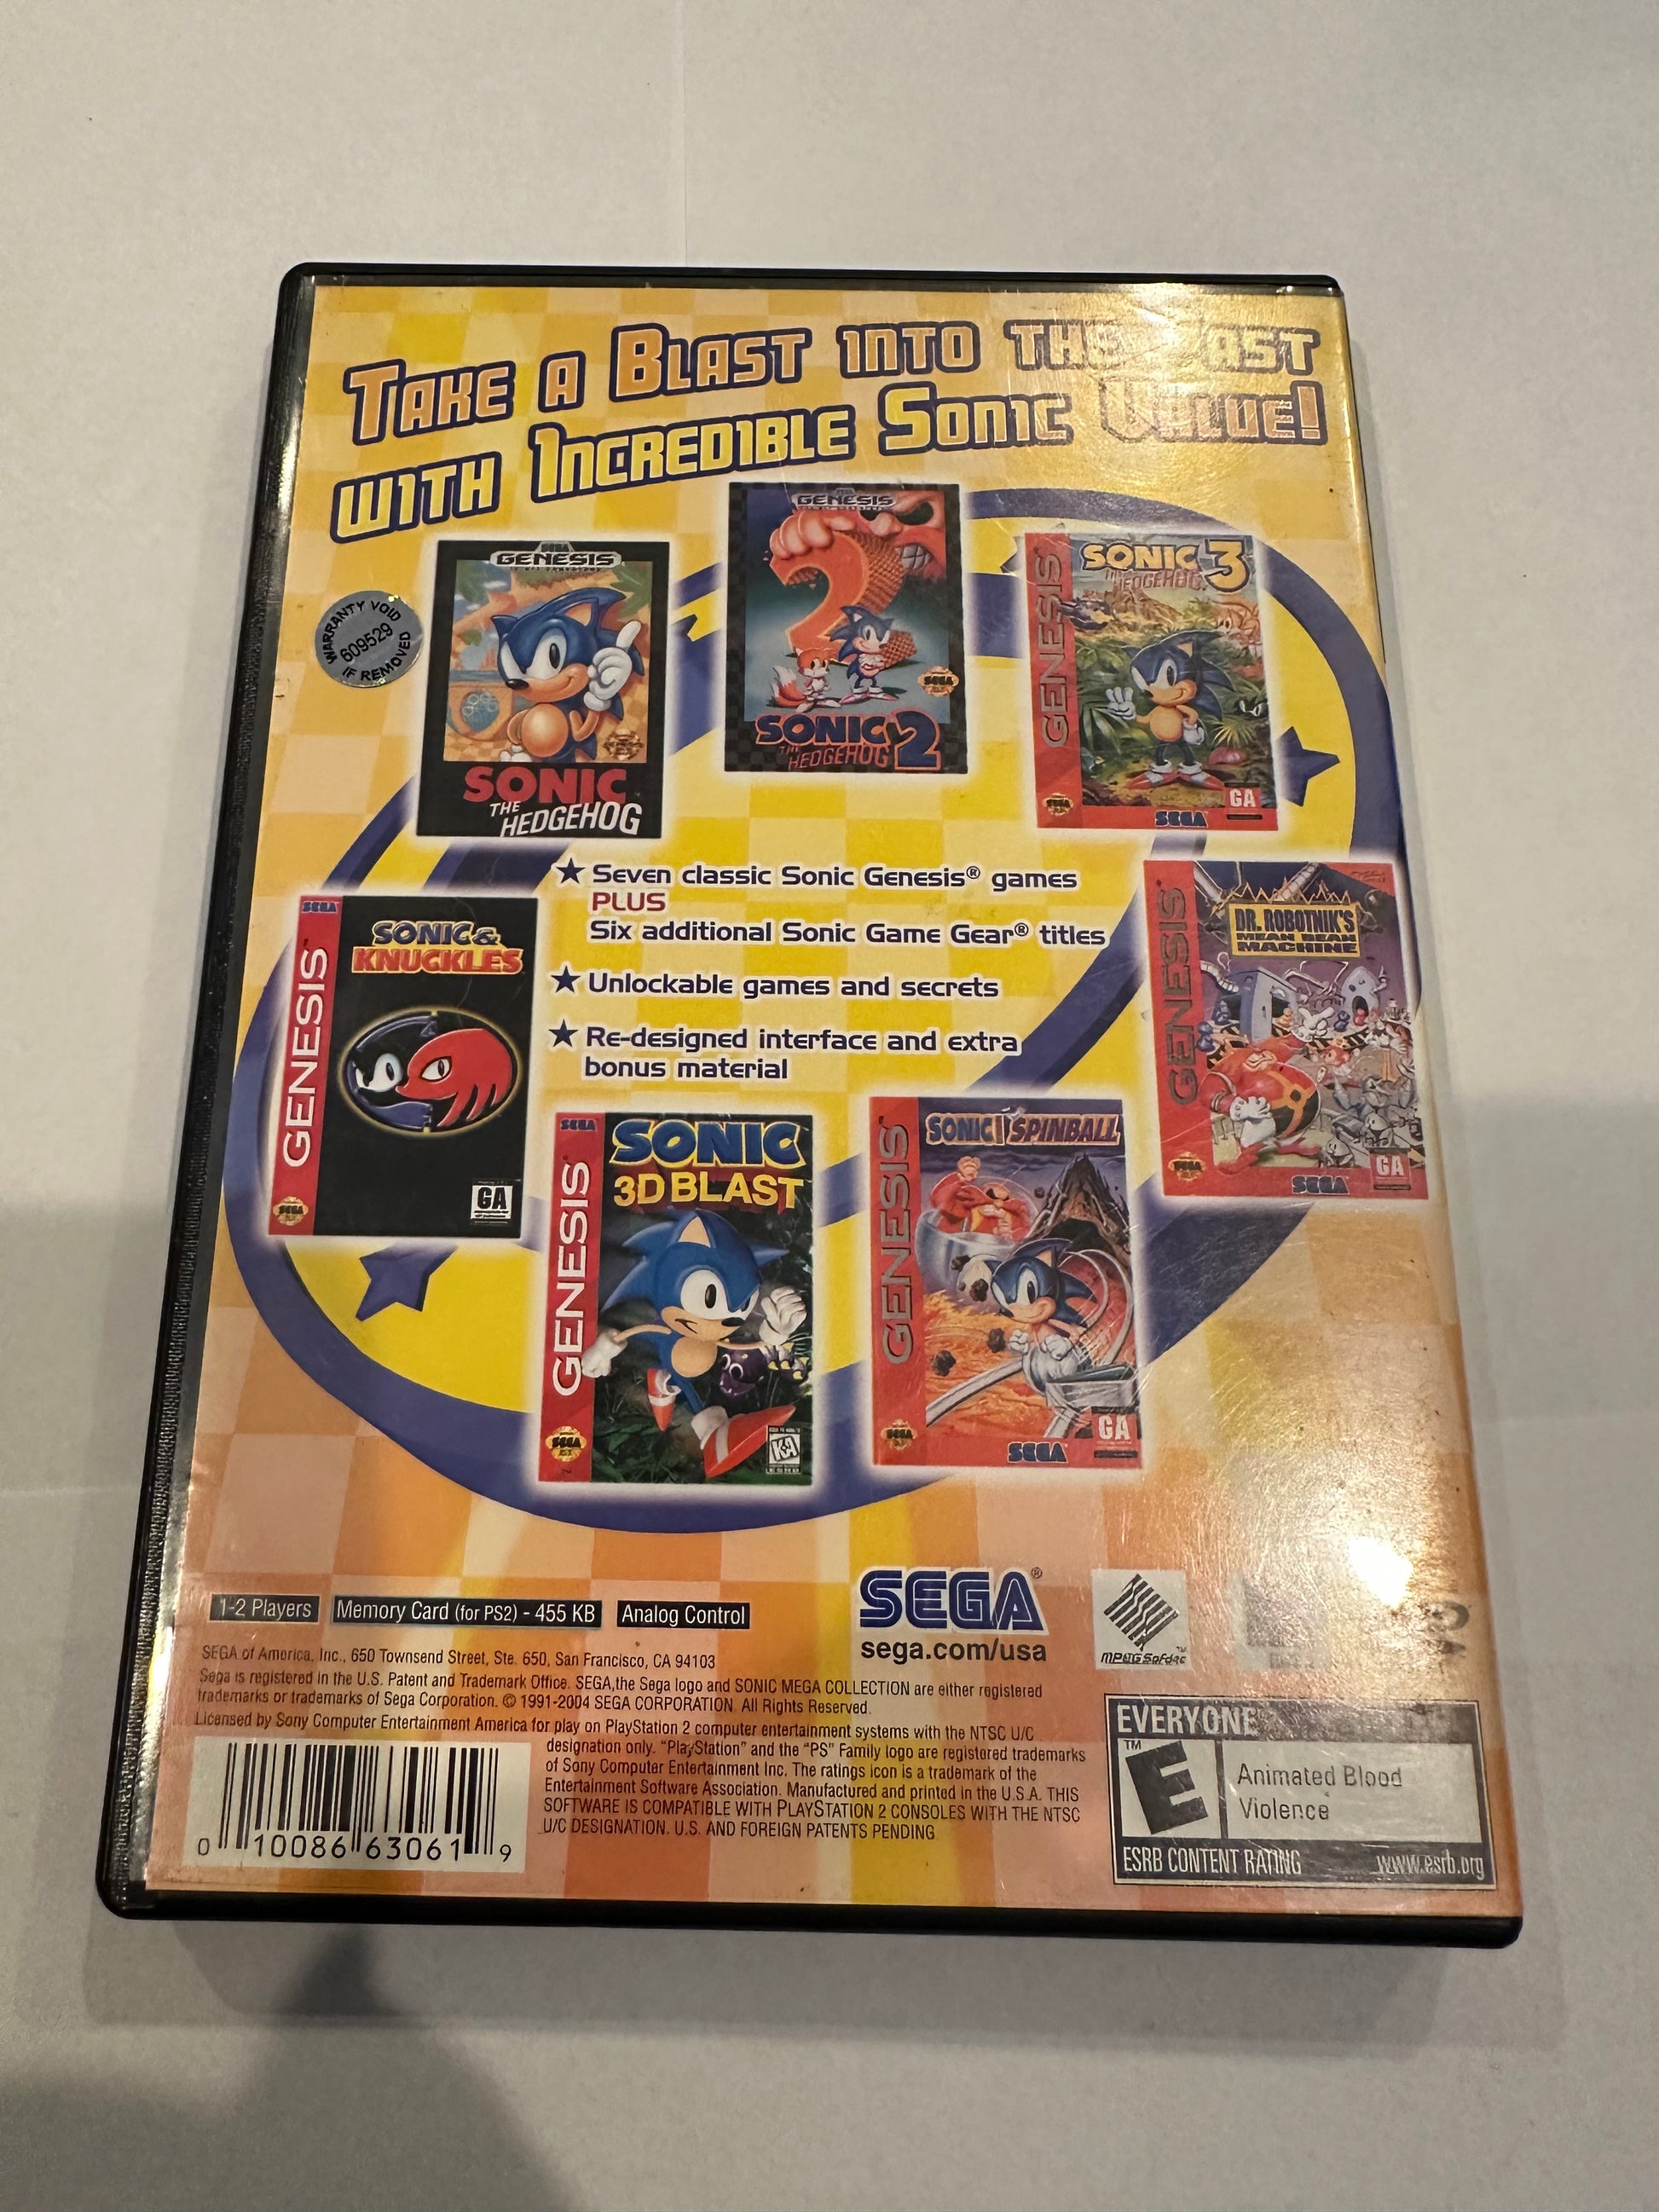 TAKE A BLAST INTO THE PAST
WITH INCREDIBLE SONIC VALUE!
WARRANTY VOID
609529
IF REMOVED
SEGA
GENESIS
SONIC
THE
HEDGEHOG
GENESIS
SEGA
SONIC 2
THE
HEDGEHOG
GENESIS
SONIC 3
THE
HEDGEHOG
SEGA
SEGA
GA
★ Seven classic Sonic Genesis® games
PLUS
Six additional Sonic Game Gear® titles
★ Unlockable games and secrets
★ Re-designed interface and extra
bonus material
SEGA
GENESIS
SONIC &
KNUCKLES
SEGA
GA
GENESIS
DR. ROBOTNIK'S
MEAN BEAN
MACHINE
SEGA
SEGA
GA
SEGA
GENESIS
SONIC
3D BLAST
SEGA
K-A
GENESIS
SONIC SPINBALL
SEGA
SEGA
GA
1-2 Players
Memory Card (for PS2) - 455 KB
Analog Control
SEGA®
sega.com/usa
MPEG Sofdec™
SEGA of America, Inc., 650 Townsend Street, Ste. 650, San Francisco, CA 94103
Sega is registered in the U.S. Patent and Trademark Office. SEGA,the Sega logo and SONIC MEGA COLLECTION are either registered
trademarks or trademarks of Sega Corporation. © 1991-2004 SEGA CORPORATION. All Rights Reserved.
Licensed by Sony Computer Entertainment America for play on PlayStation 2 computer entertainment systems with the NTSC U/C
designation only. "PlayStation" and the "PS" Family logo are registered trademarks
of Sony Computer Entertainment Inc. The ratings icon is a trademark of the
Entertainment Software Association. Manufactured and printed in the U.S.A. THIS
SOFTWARE IS COMPATIBLE WITH PLAYSTATION 2 CONSOLES WITH THE NTSC
U/C DESIGNATION. U.S. AND FOREIGN PATENTS PENDING
0 10086 63061 9
EVERYONE
™
E
Animated Blood
Violence
ESRB CONTENT RATING www.esrb.org